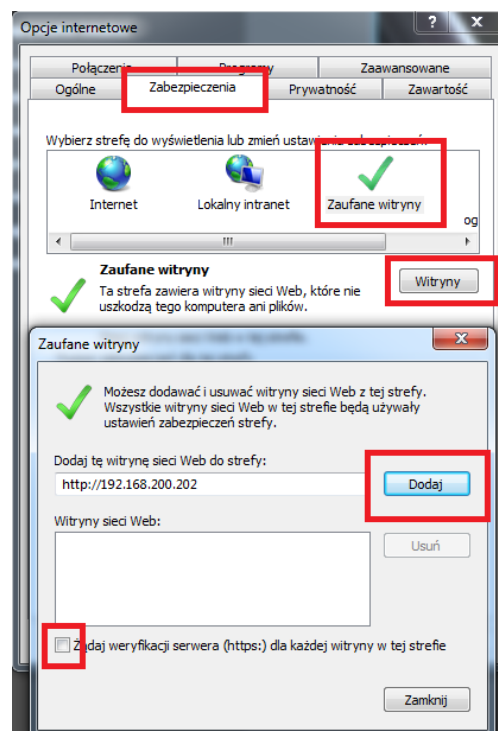 Opcje internetowe
Połączenia Programy Zaawansowane
Ogólne Zabezpieczenia Prywatność Zawartość
Wybierz strefę do wyświetlenia lub zmień ustawienia zabezpieczeń.
Internet Lokalny intranet Zaufane witryny
og
Zaufane witryny
Ta strefa zawiera witryny sieci Web, które nie
uszkodzą tego komputera ani plików.
Witryny
Zaufane witryny
Możesz dodawać i usuwać witryny sieci Web z tej strefy.
Wszystkie witryny sieci Web w tej strefie będą używały
ustawień zabezpieczeń strefy.
Dodaj tę witrynę sieci Web do strefy:
http://192.168.200.202 Dodaj
Witryny sieci Web:
Usuń
Żądaj weryfikacji serwera (https:) dla każdej witryny w tej strefie
Zamknij